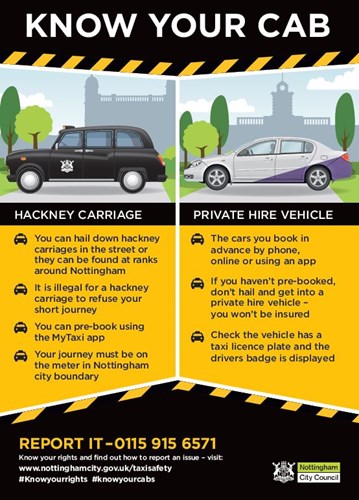 KNOW YOUR CAB
HACKNEY CARRIAGE
You can hail down hackney
carriages in the street or
they can be found at ranks
around Nottingham
It is illegal for a hackney
carriage to refuse your
short journey
You can pre-book using
the MyTaxi app
Your journey must be on
the meter in Nottingham
city boundary
PRIVATE HIRE VEHICLE
The cars you book in
advance by phone,
online or using an app
If you haven't pre-booked,
don't hail and get into a
private hire vehicle –
you won't be insured
Check the vehicle has a
taxi licence plate and the
drivers badge is displayed
REPORT IT – 0115 915 6571
Know your rights and find out how to report an issue – visit:
www.nottinghamcity.gov.uk/taxisafety
#Knowyourrights #knowyourcabs
Nottingham
City Council